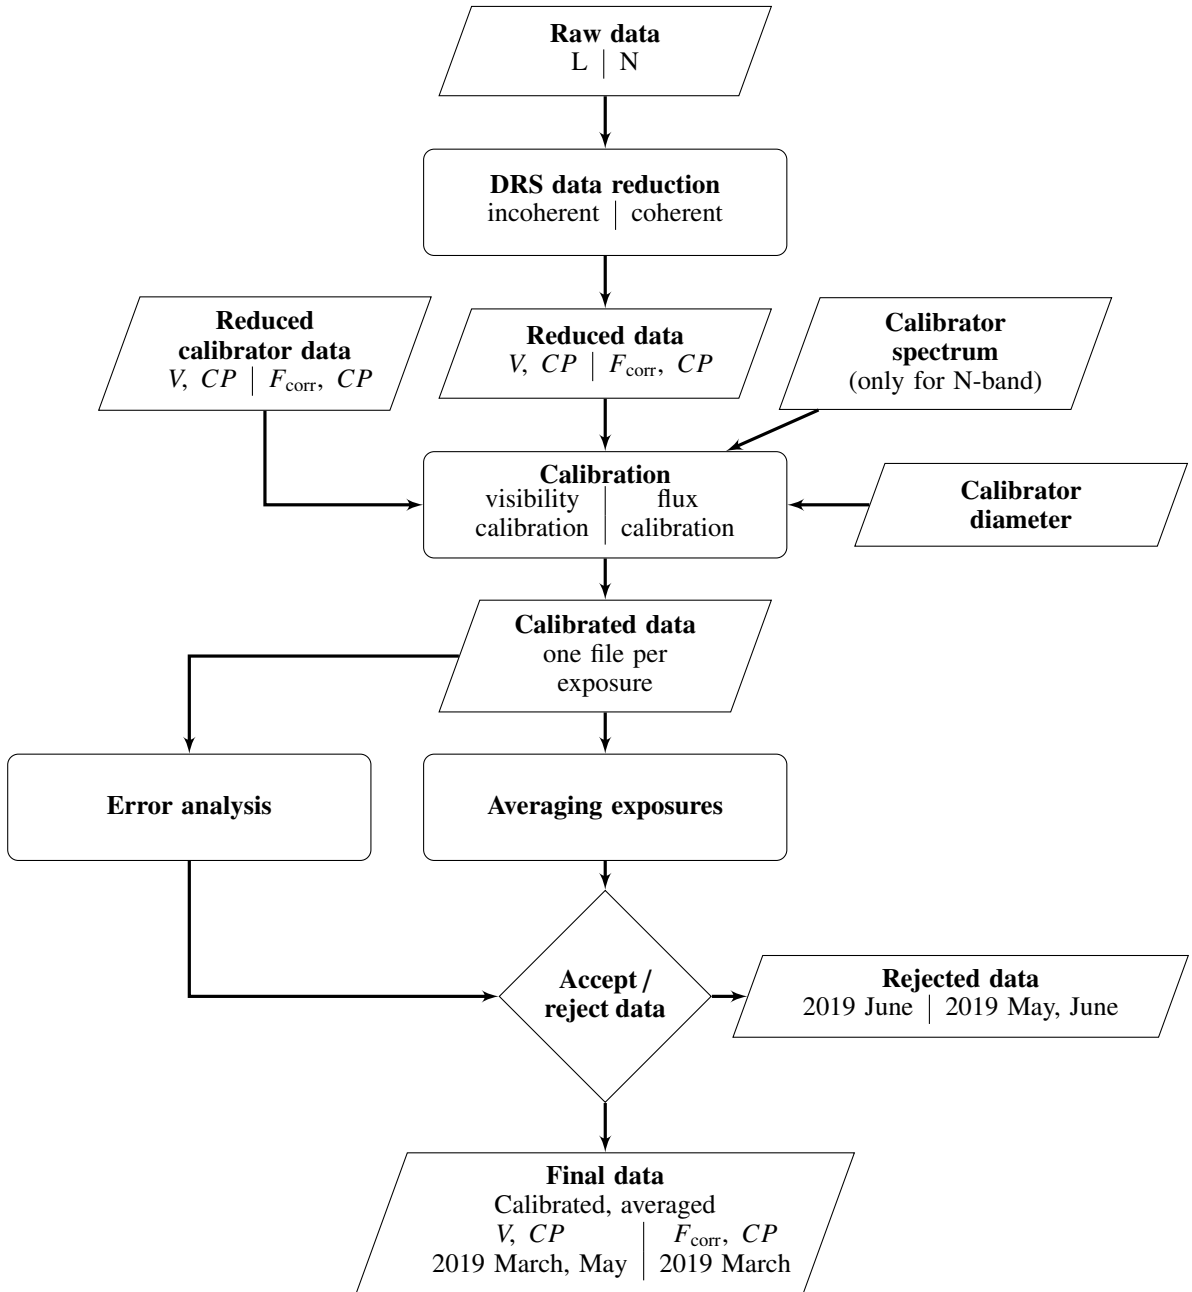 Raw data
L | N
DRS data reduction
incoherent | coherent
Reduced
calibrator data
V, CP | F_corr, CP
Reduced data
V, CP | F_corr, CP
Calibrator
spectrum
(only for N-band)
Calibration
visibility | flux
calibration | calibration
Calibrator
diameter
Calibrated data
one file per
exposure
Error analysis
Averaging exposures
Accept /
reject data
Rejected data
2019 June | 2019 May, June
Final data
Calibrated, averaged
V, CP | F_corr, CP
2019 March, May | 2019 March